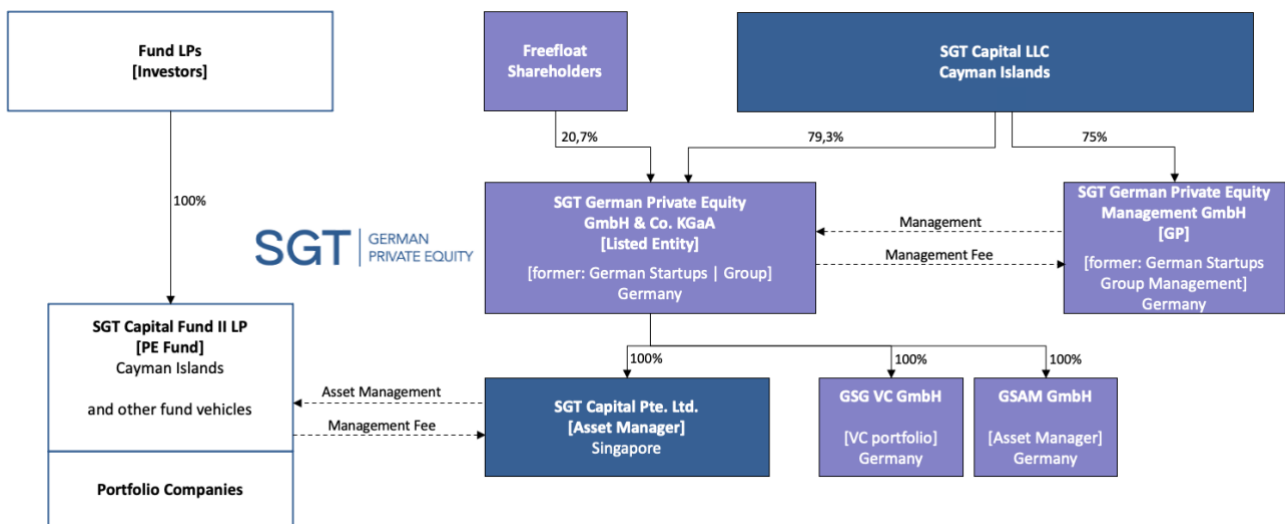 Fund LPs
[Investors]
Freefloat
Shareholders
SGT Capital LLC
Cayman Islands
20,7%
79,3%
75%
100%
SGT German Private Equity
GmbH & Co. KGaA
[Listed Entity]
[former: German Startups | Group]
Germany
Management
Management Fee
SGT German Private Equity
Management GmbH
[GP]
[former: German Startups
Group Management]
Germany
SGT
GERMAN
PRIVATE EQUITY
SGT Capital Fund II LP
[PE Fund]
Cayman Islands
and other fund vehicles
Portfolio Companies
Asset Management
Management Fee
100%
100%
100%
SGT Capital Pte. Ltd.
[Asset Manager]
Singapore
GSG VC GmbH
[VC portfolio]
Germany
GSAM GmbH
[Asset Manager]
Germany